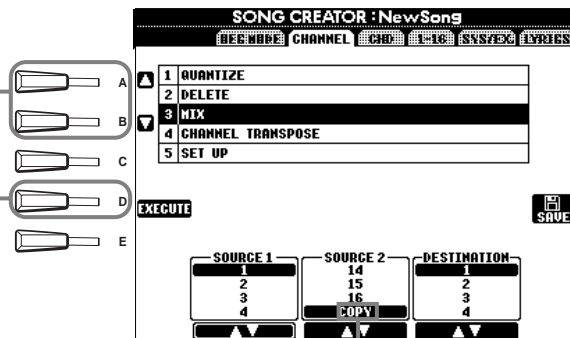 SONG CREATOR : NewSong
REC MODE CHANNEL CHD 1-16 SYS/EX. LYRICS
A
1 QUANTIZE
2 DELETE
B
3 MIX
4 CHANNEL TRANSPOSE
C
5 SET UP
D
EXECUTE
SAVE
E
SOURCE 1 SOURCE 2 DESTINATION
1 14 1
2 15 2
3 16 3
4 COPY 4